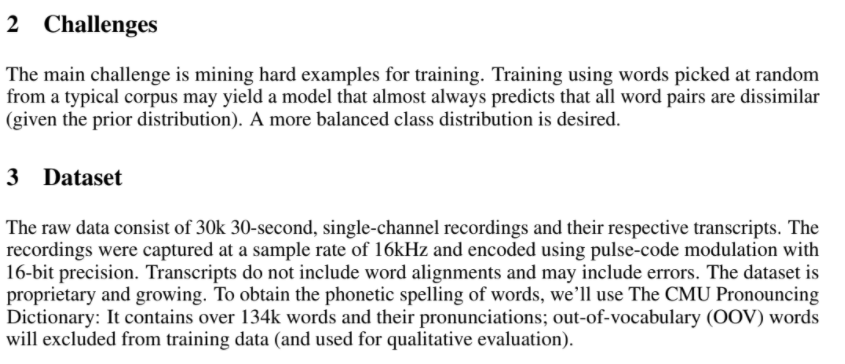 2 Challenges
The main challenge is mining hard examples for training. Training using words picked at random
from a typical corpus may yield a model that almost always predicts that all word pairs are dissimilar
(given the prior distribution). A more balanced class distribution is desired.
3 Dataset
The raw data consist of 30k 30-second, single-channel recordings and their respective transcripts. The
recordings were captured at a sample rate of 16kHz and encoded using pulse-code modulation with
16-bit precision. Transcripts do not include word alignments and may include errors. The dataset is
proprietary and growing. To obtain the phonetic spelling of words, we'll use The CMU Pronouncing
Dictionary: It contains over 134k words and their pronunciations; out-of-vocabulary (OOV) words
will excluded from training data (and used for qualitative evaluation).